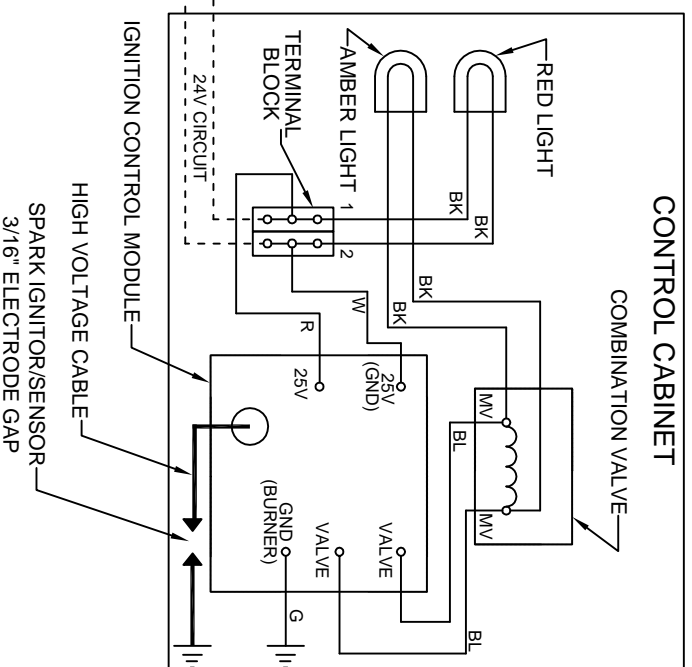 CONTROL CABINET
COMBINATION VALVE
RED LIGHT
AMBER LIGHT
TERMINAL
BLOCK
1
2
24V CIRCUIT
BK
BK
BK
BK
MV
MV
BL
BL
W
R
25V
(GND)
25V
VALVE
VALVE
GND
(BURNER)
G
IGNITION CONTROL MODULE
HIGH VOLTAGE CABLE
SPARK IGNITOR/SENSOR
3/16" ELECTRODE GAP